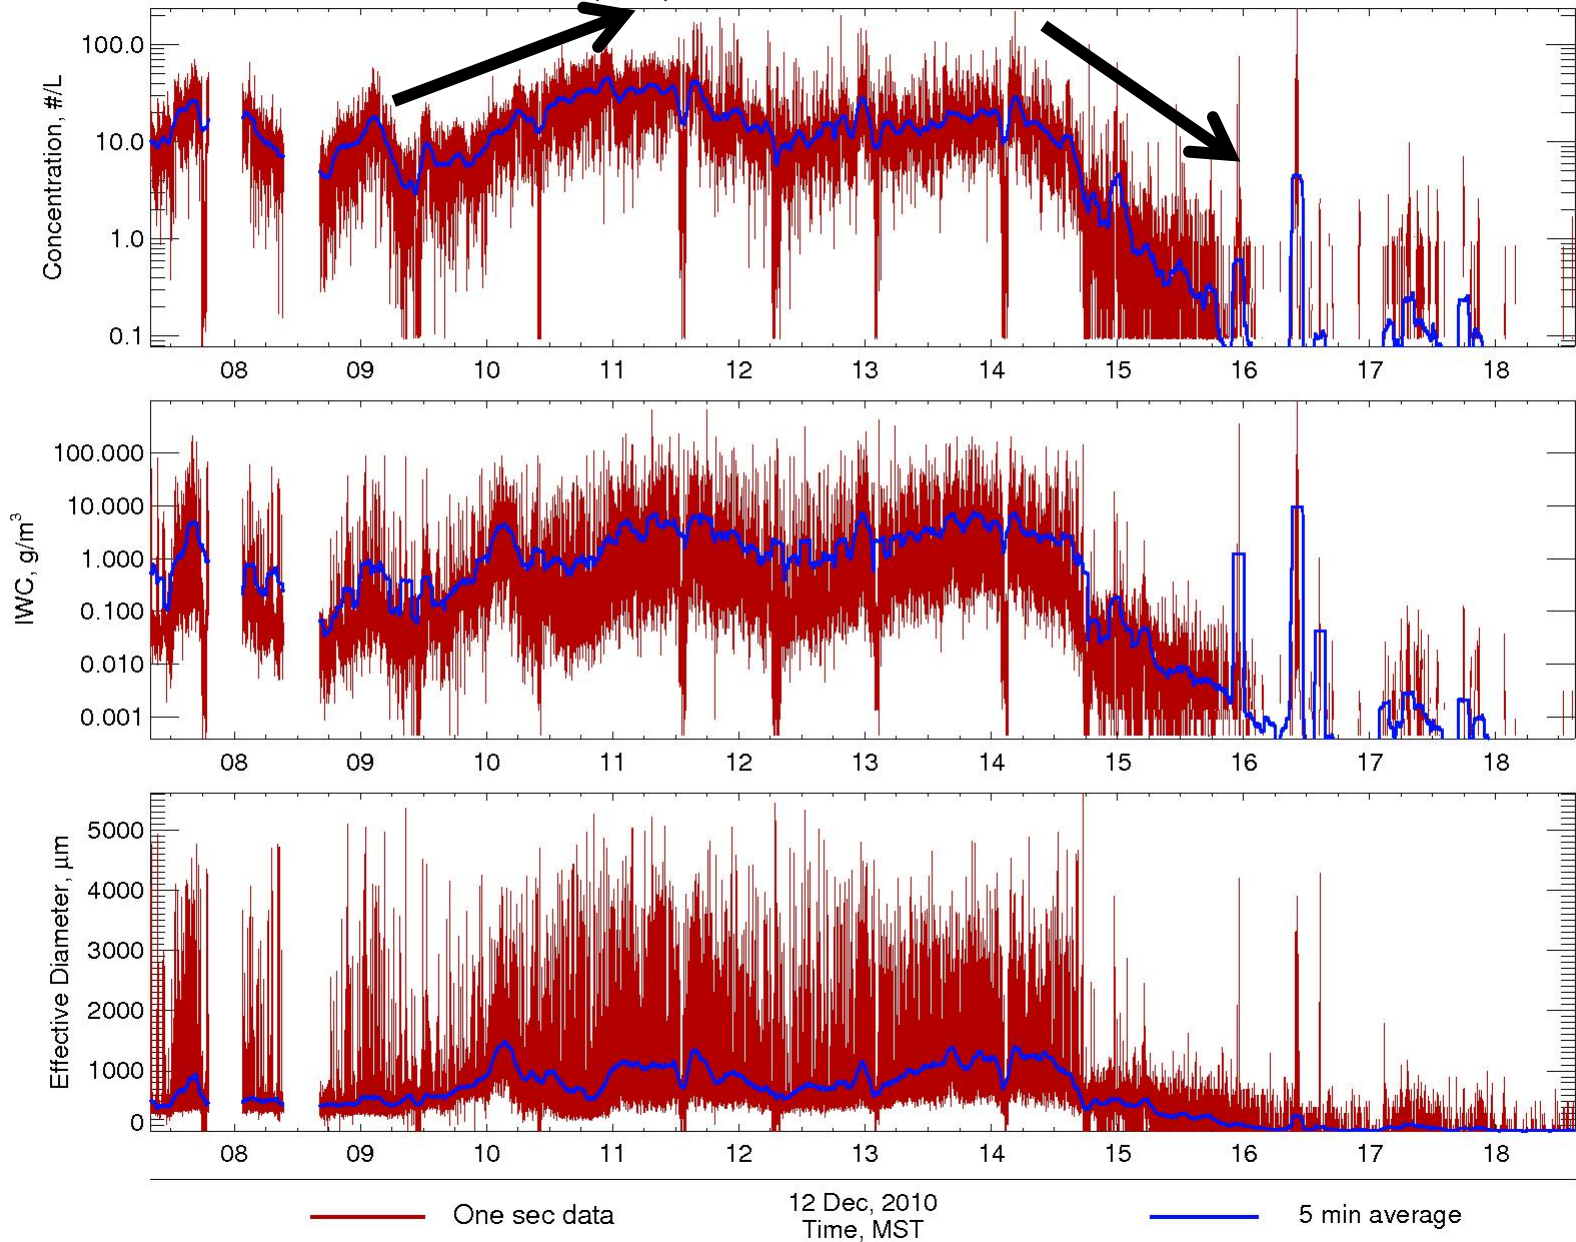 Concentration, #/L
100.0
10.0
1.0
0.1
08 09 10 11 12 13 14 15 16 17 18
IWC, g/m³
100.000
10.000
1.000
0.100
0.010
0.001
08 09 10 11 12 13 14 15 16 17 18
Effective Diameter, µm
5000
4000
3000
2000
1000
0
08 09 10 11 12 13 14 15 16 17 18
One sec data
12 Dec, 2010
Time, MST
5 min average